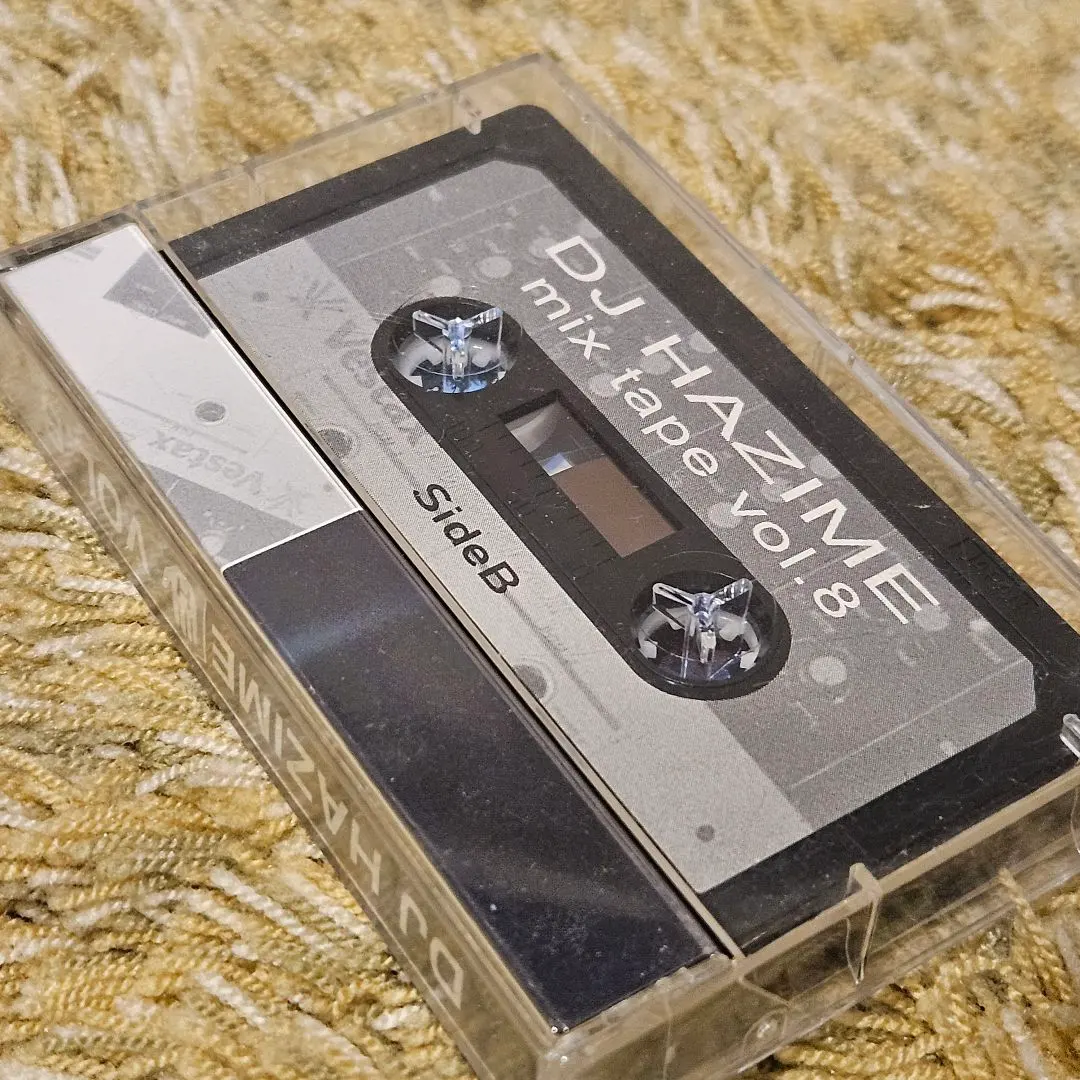 DJ HAZIME
mix tape vol.8
Vestax
SideB
Vestax
DJ HAZIME